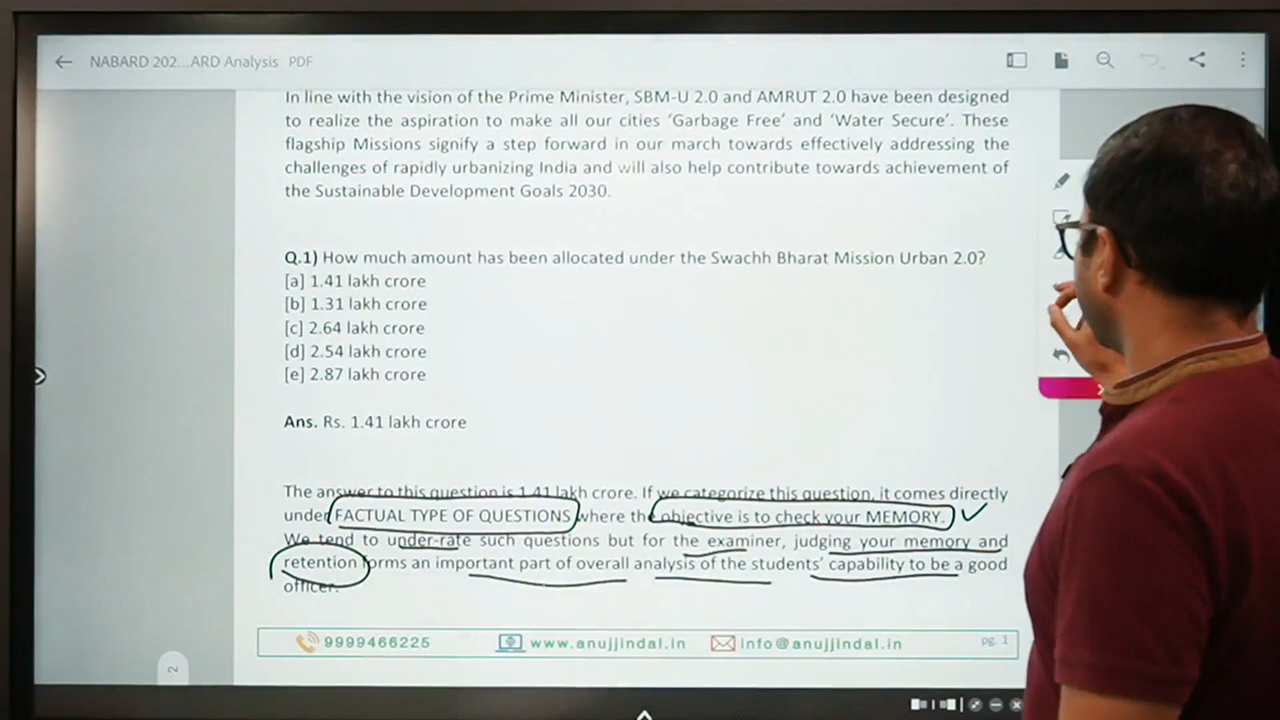 NABARD 202...ARD Analysis PDF
In line with the vision of the Prime Minister, SBM-U 2.0 and AMRUT 2.0 have been designed
to realize the aspiration to make all our cities ‘Garbage Free’ and ‘Water Secure’. These
flagship Missions signify a step forward in our march towards effectively addressing the
challenges of rapidly urbanizing India and will also help contribute towards achievement of
the Sustainable Development Goals 2030.
Q.1) How much amount has been allocated under the Swachh Bharat Mission Urban 2.0?
[a] 1.41 lakh crore
[b] 1.31 lakh crore
[c] 2.64 lakh crore
[d] 2.54 lakh crore
[e] 2.87 lakh crore
Ans. Rs. 1.41 lakh crore
The answer to this question is 1.41 lakh crore. If we categorize this question, it comes directly
under FACTUAL TYPE OF QUESTIONS where the objective is to check your MEMORY.
We tend to under-rate such questions but for the examiner, judging your memory and
retention forms an important part of overall analysis of the students’ capability to be a good
officer.
9999466225 www.anujjindal.in info@anujjindal.in pg. 1
2